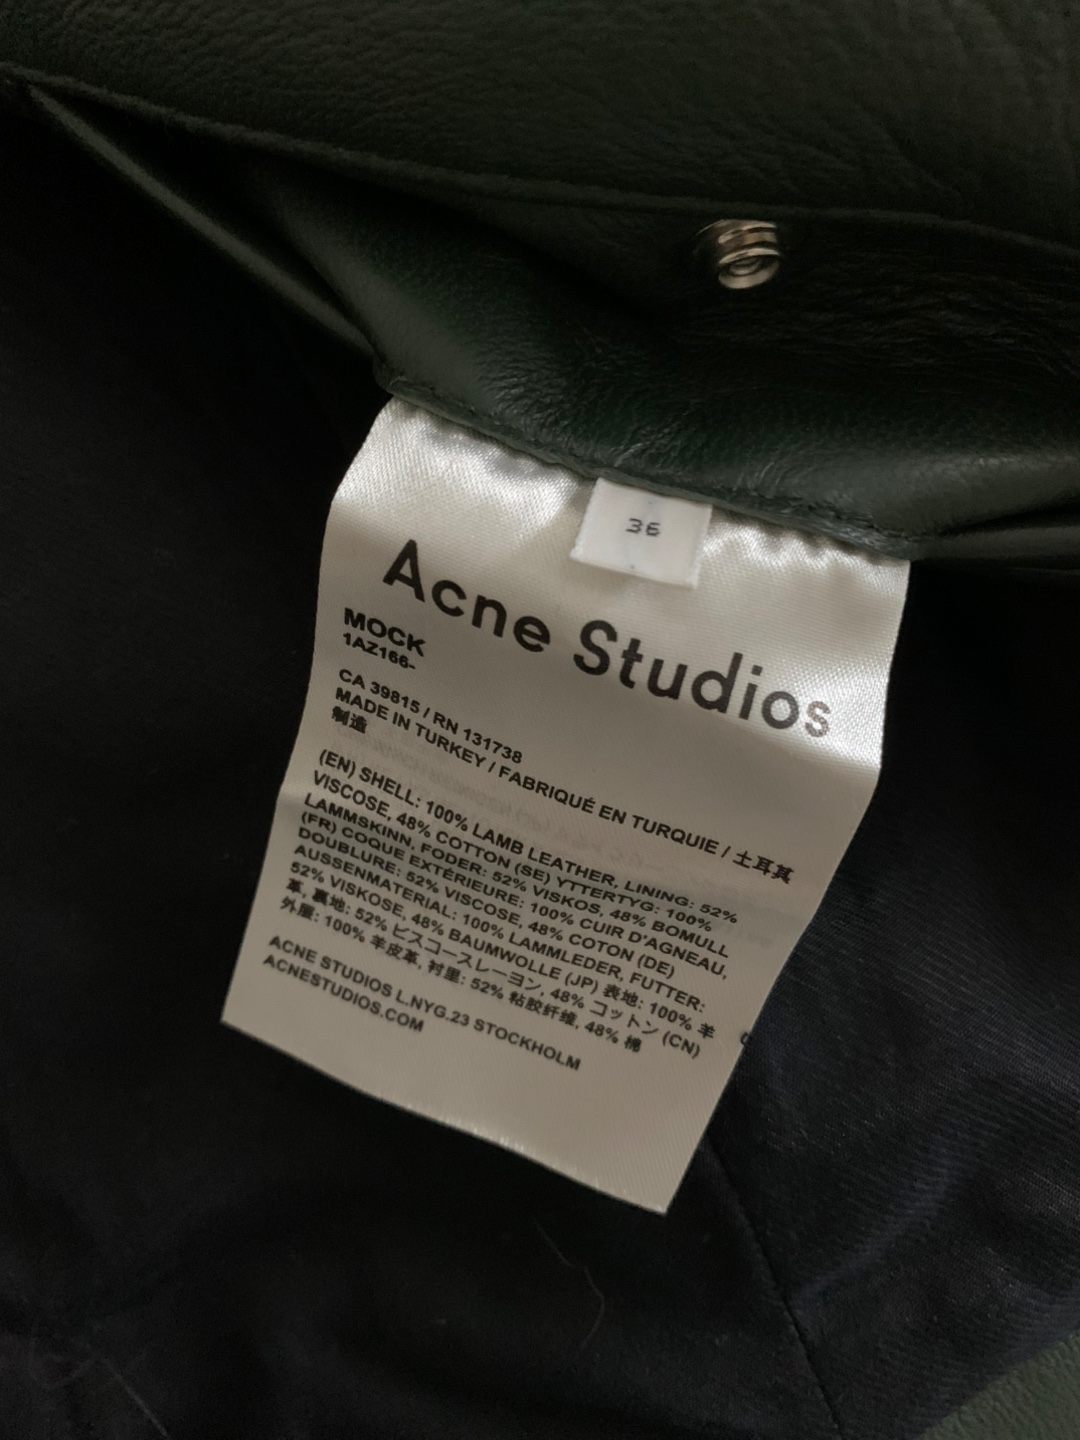 36
Acne Studios
MOCK
1AZ166-
CA 39815 / RN 131738
MADE IN TURKEY / FABRIQUÉ EN TURQUIE / 土耳其
制造
(EN) SHELL: 100% LAMB LEATHER, LINING: 52%
VISCOSE, 48% COTTON (SE) YTTERTYG: 100%
LAMMSKINN, FODER: 52% VISKOS, 48% BOMULL
(FR) COQUE EXTÉRIEURE: 100% CUIR D'AGNEAU,
DOUBLURE: 52% VISCOSE, 48% COTON (DE)
AUSSENMATERIAL: 100% LAMMLEDER, FUTTER:
52% VISKOSE, 48% BAUMWOLLE (JP) 表地: 100% 羊
革, 裏地: 52% ビスコースレーヨン, 48% コットン (CN)
外层: 100% 羊皮革, 衬里: 52% 粘胶纤维, 48% 棉
ACNE STUDIOS L.NYG.23 STOCKHOLM
ACNESTUDIOS.COM